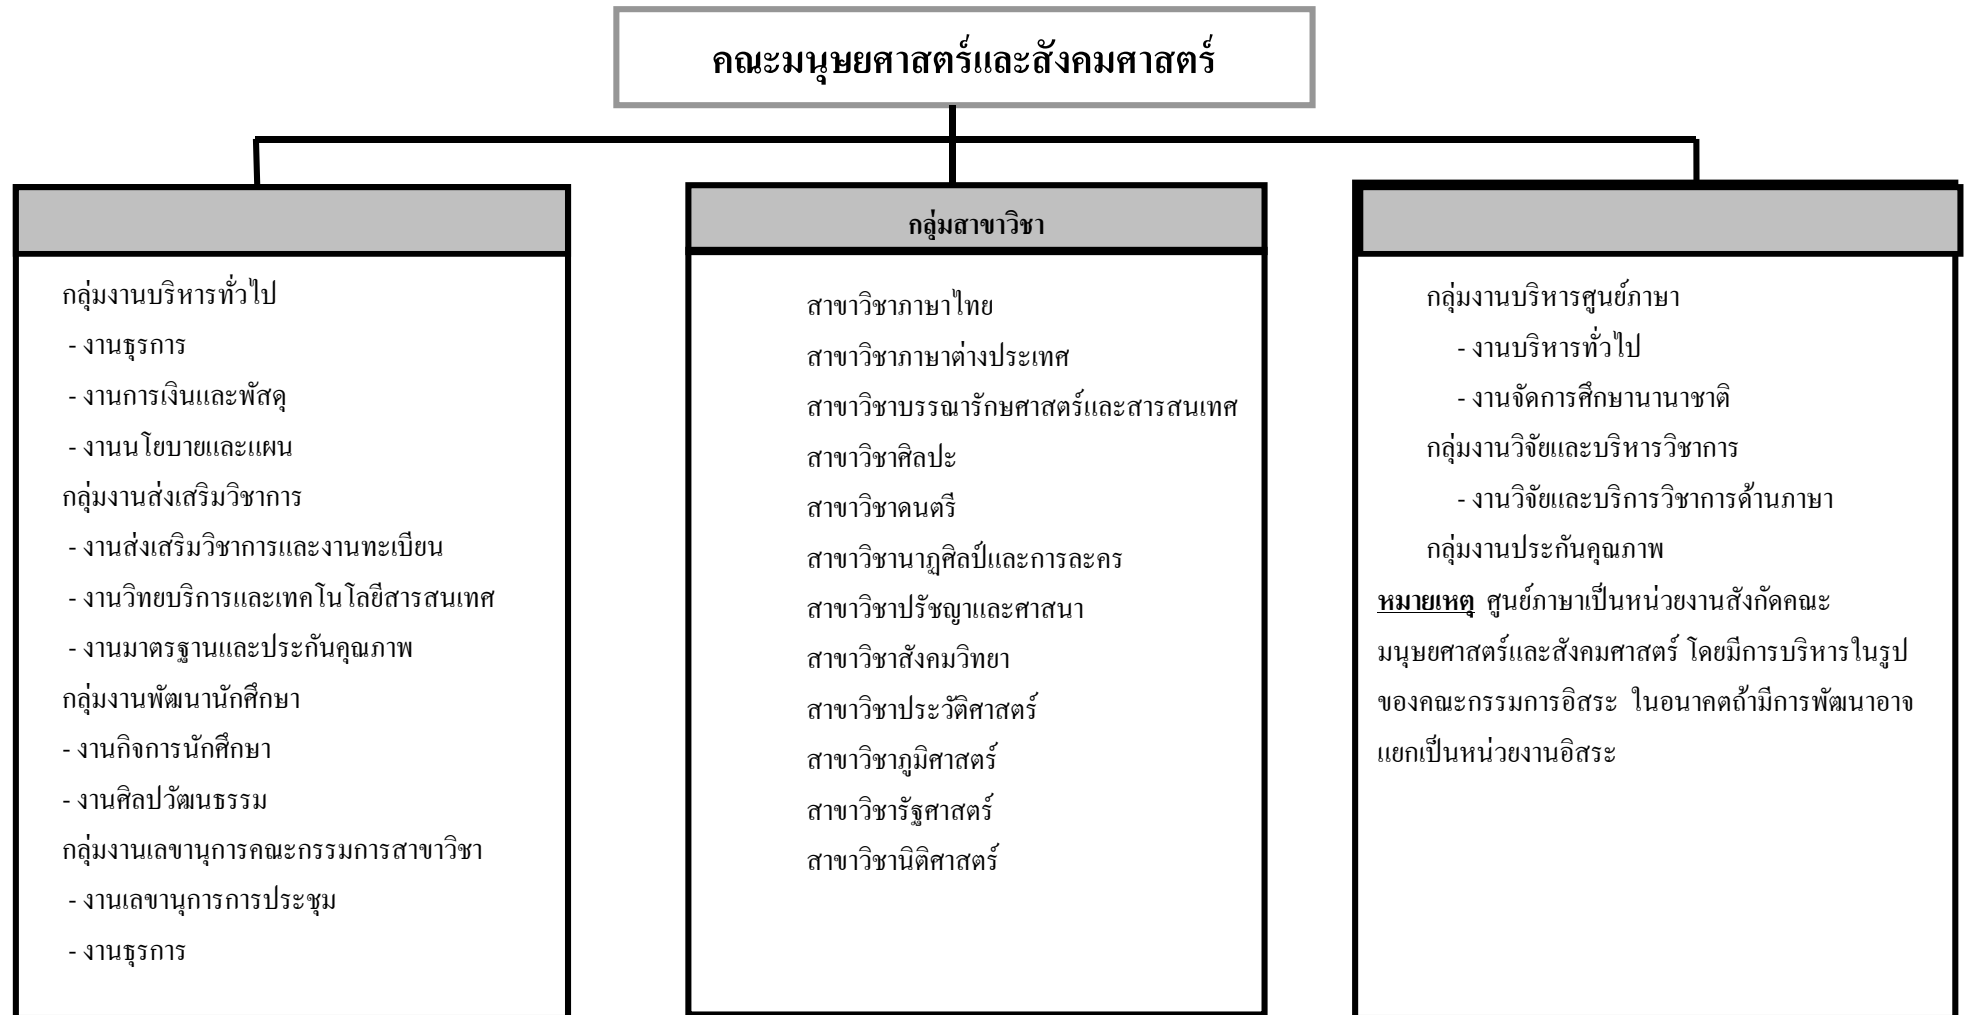 คณะมนุษยศาสตร์และสังคมศาสตร์
กลุ่มงานบริหารทั่วไป
- งานธุรการ
- งานการเงินและพัสดุ
- งานนโยบายและแผน
กลุ่มงานส่งเสริมวิชาการ
- งานส่งเสริมวิชาการและงานทะเบียน
- งานวิทยบริการและเทคโนโลยีสารสนเทศ
- งานมาตรฐานและประกันคุณภาพ
กลุ่มงานพัฒนานักศึกษา
- งานกิจการนักศึกษา
- งานศิลปวัฒนธรรม
กลุ่มงานเลขานุการคณะกรรมการสาขาวิชา
- งานเลขานุการการประชุม
- งานธุรการ
กลุ่มสาขาวิชา
สาขาวิชาภาษาไทย
สาขาวิชาภาษาต่างประเทศ
สาขาวิชาบรรณารักษศาสตร์และสารสนเทศ
สาขาวิชาศิลปะ
สาขาวิชาดนตรี
สาขาวิชานาฏศิลป์และการละคร
สาขาวิชาปรัชญาและศาสนา
สาขาวิชาสังคมวิทยา
สาขาวิชาประวัติศาสตร์
สาขาวิชาภูมิศาสตร์
สาขาวิชารัฐศาสตร์
สาขาวิชานิติศาสตร์
กลุ่มงานบริหารศูนย์ภาษา
- งานบริหารทั่วไป
- งานจัดการศึกษานานาชาติ
กลุ่มงานวิจัยและบริหารวิชาการ
- งานวิจัยและบริการวิชาการด้านภาษา
กลุ่มงานประกันคุณภาพ
หมายเหตุ ศูนย์ภาษาเป็นหน่วยงานสังกัดคณะ
มนุษยศาสตร์และสังคมศาสตร์ โดยมีการบริหารในรูป
ของคณะกรรมการอิสระ ในอนาคตถ้ามีการพัฒนาอาจ
แยกเป็นหน่วยงานอิสระ